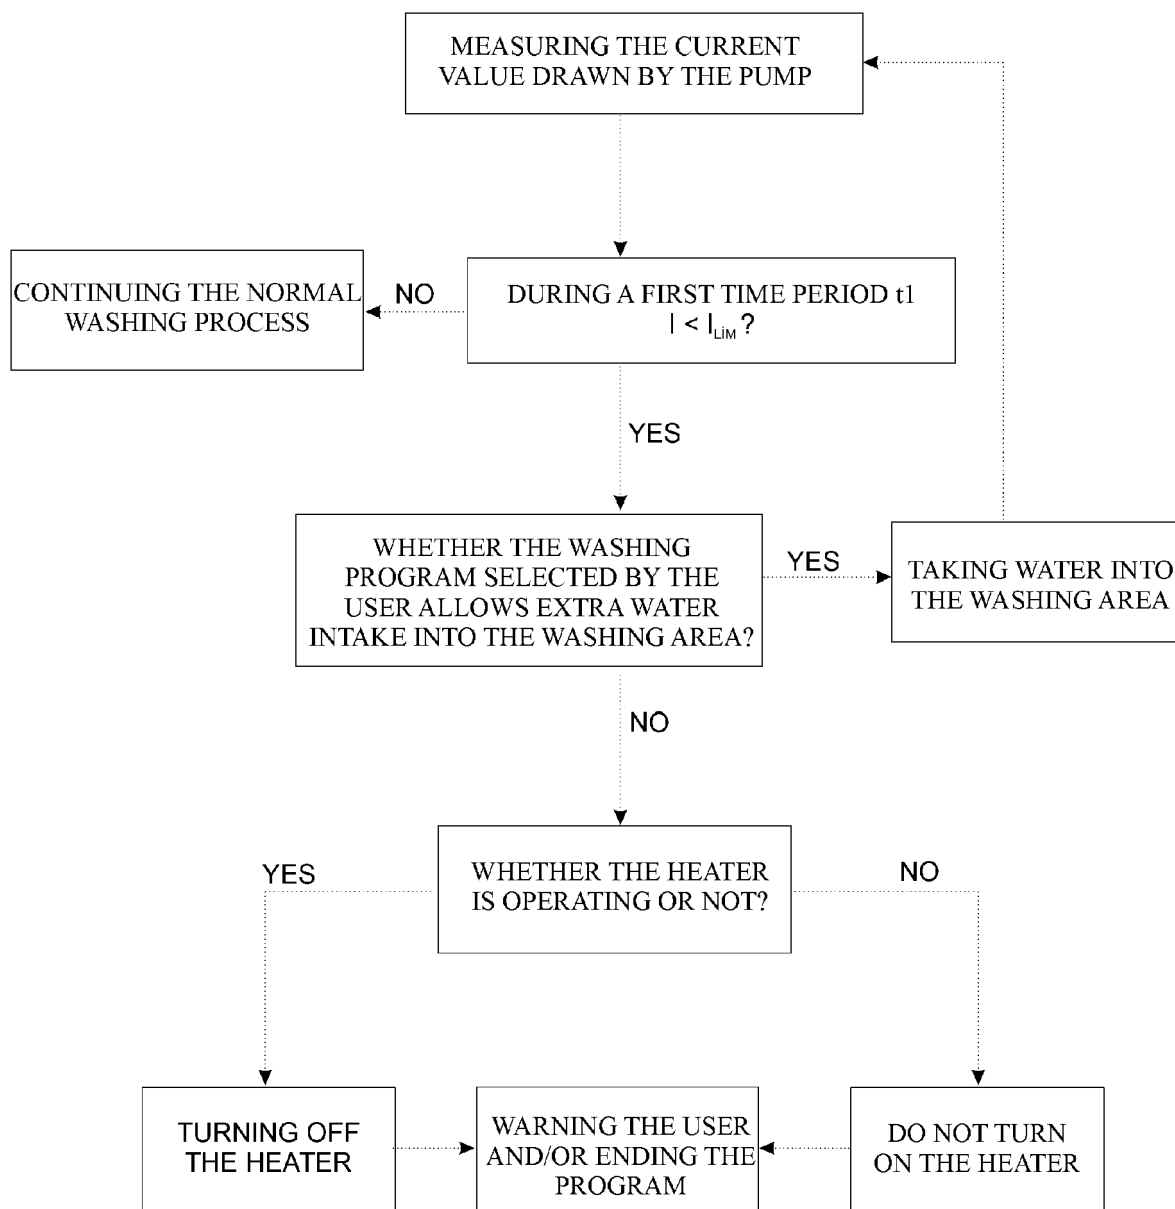 MEASURING THE CURRENT
VALUE DRAWN BY THE PUMP
CONTINUING THE NORMAL
WASHING PROCESS
NO
DURING A FIRST TIME PERIOD t1
I < I_LİM ?
YES
WHETHER THE WASHING
PROGRAM SELECTED BY THE
USER ALLOWS EXTRA WATER
INTAKE INTO THE WASHING AREA?
YES
TAKING WATER INTO
THE WASHING AREA
NO
YES
WHETHER THE HEATER
IS OPERATING OR NOT?
NO
TURNING OFF
THE HEATER
WARNING THE USER
AND/OR ENDING THE
PROGRAM
DO NOT TURN
ON THE HEATER